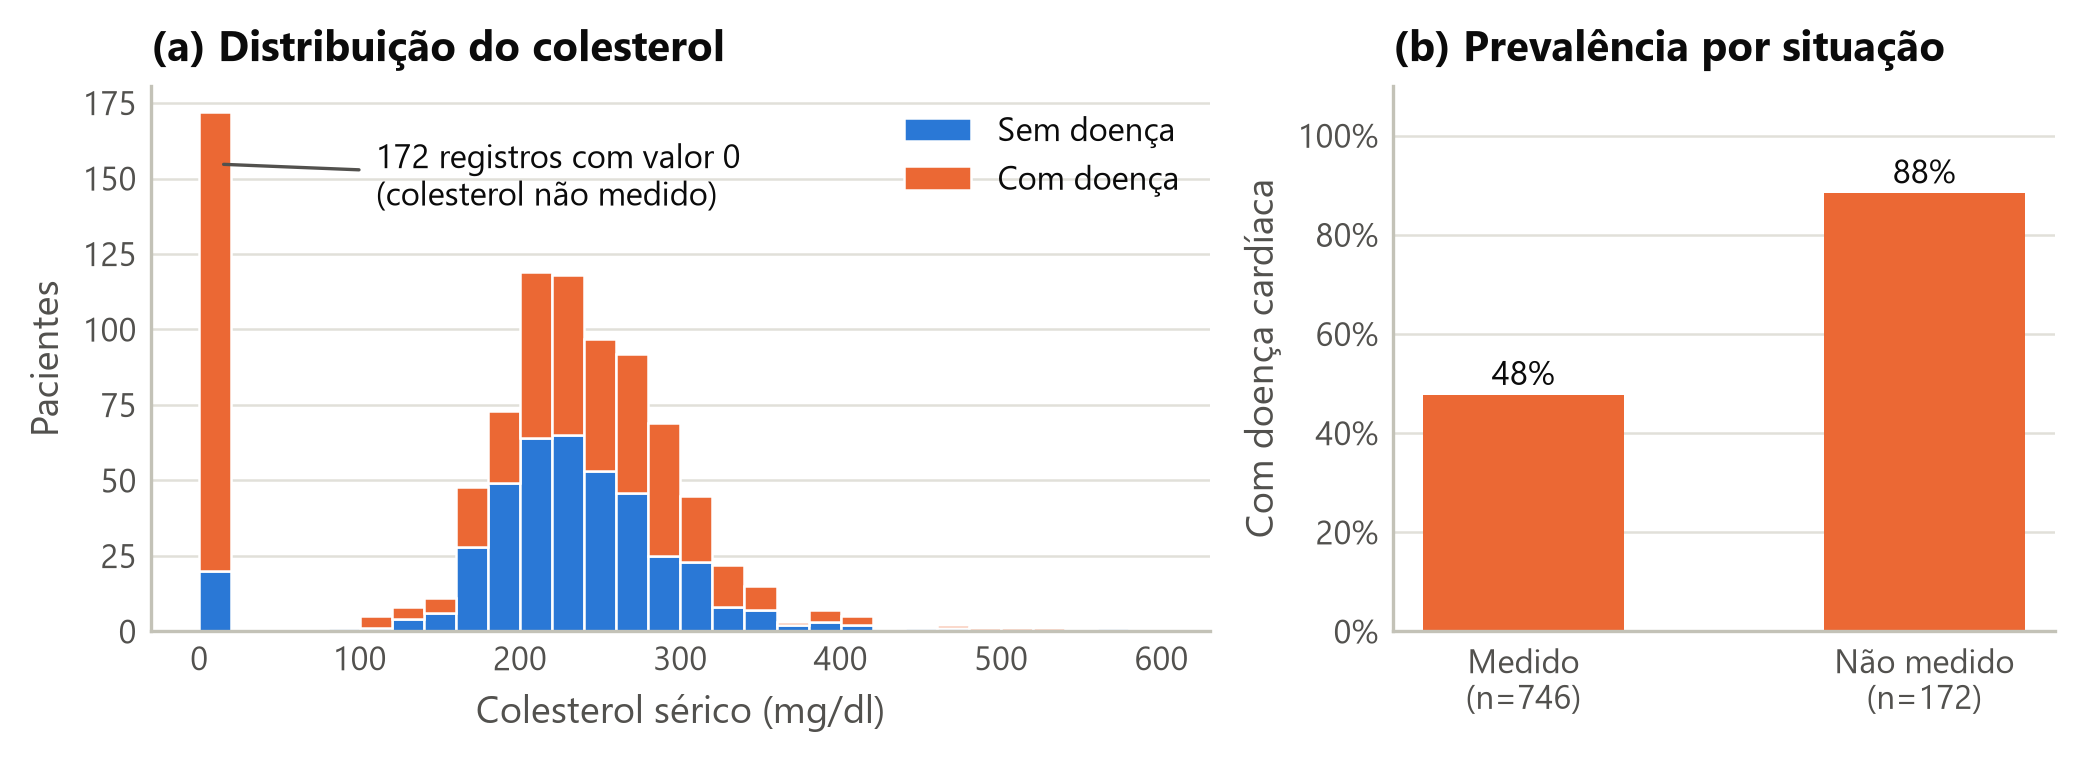 (a) Distribuição do colesterol
175
150
125
100
75
50
25
0
Pacientes
172 registros com valor 0
(colesterol não medido)
Sem doença
Com doença
0 100 200 300 400 500 600
Colesterol sérico (mg/dl)
(b) Prevalência por situação
100%
80%
60%
40%
20%
0%
Com doença cardíaca
48%
88%
Medido
(n=746)
Não medido
(n=172)